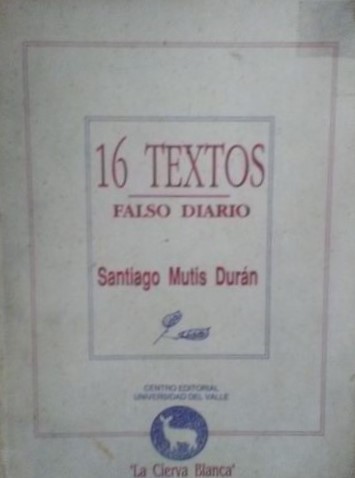 16 TEXTOS
FALSO DIARIO
Santiago Mutis Durán
CENTRO EDITORIAL
UNIVERSIDAD DEL VALLE
'La Cierva Blanca'